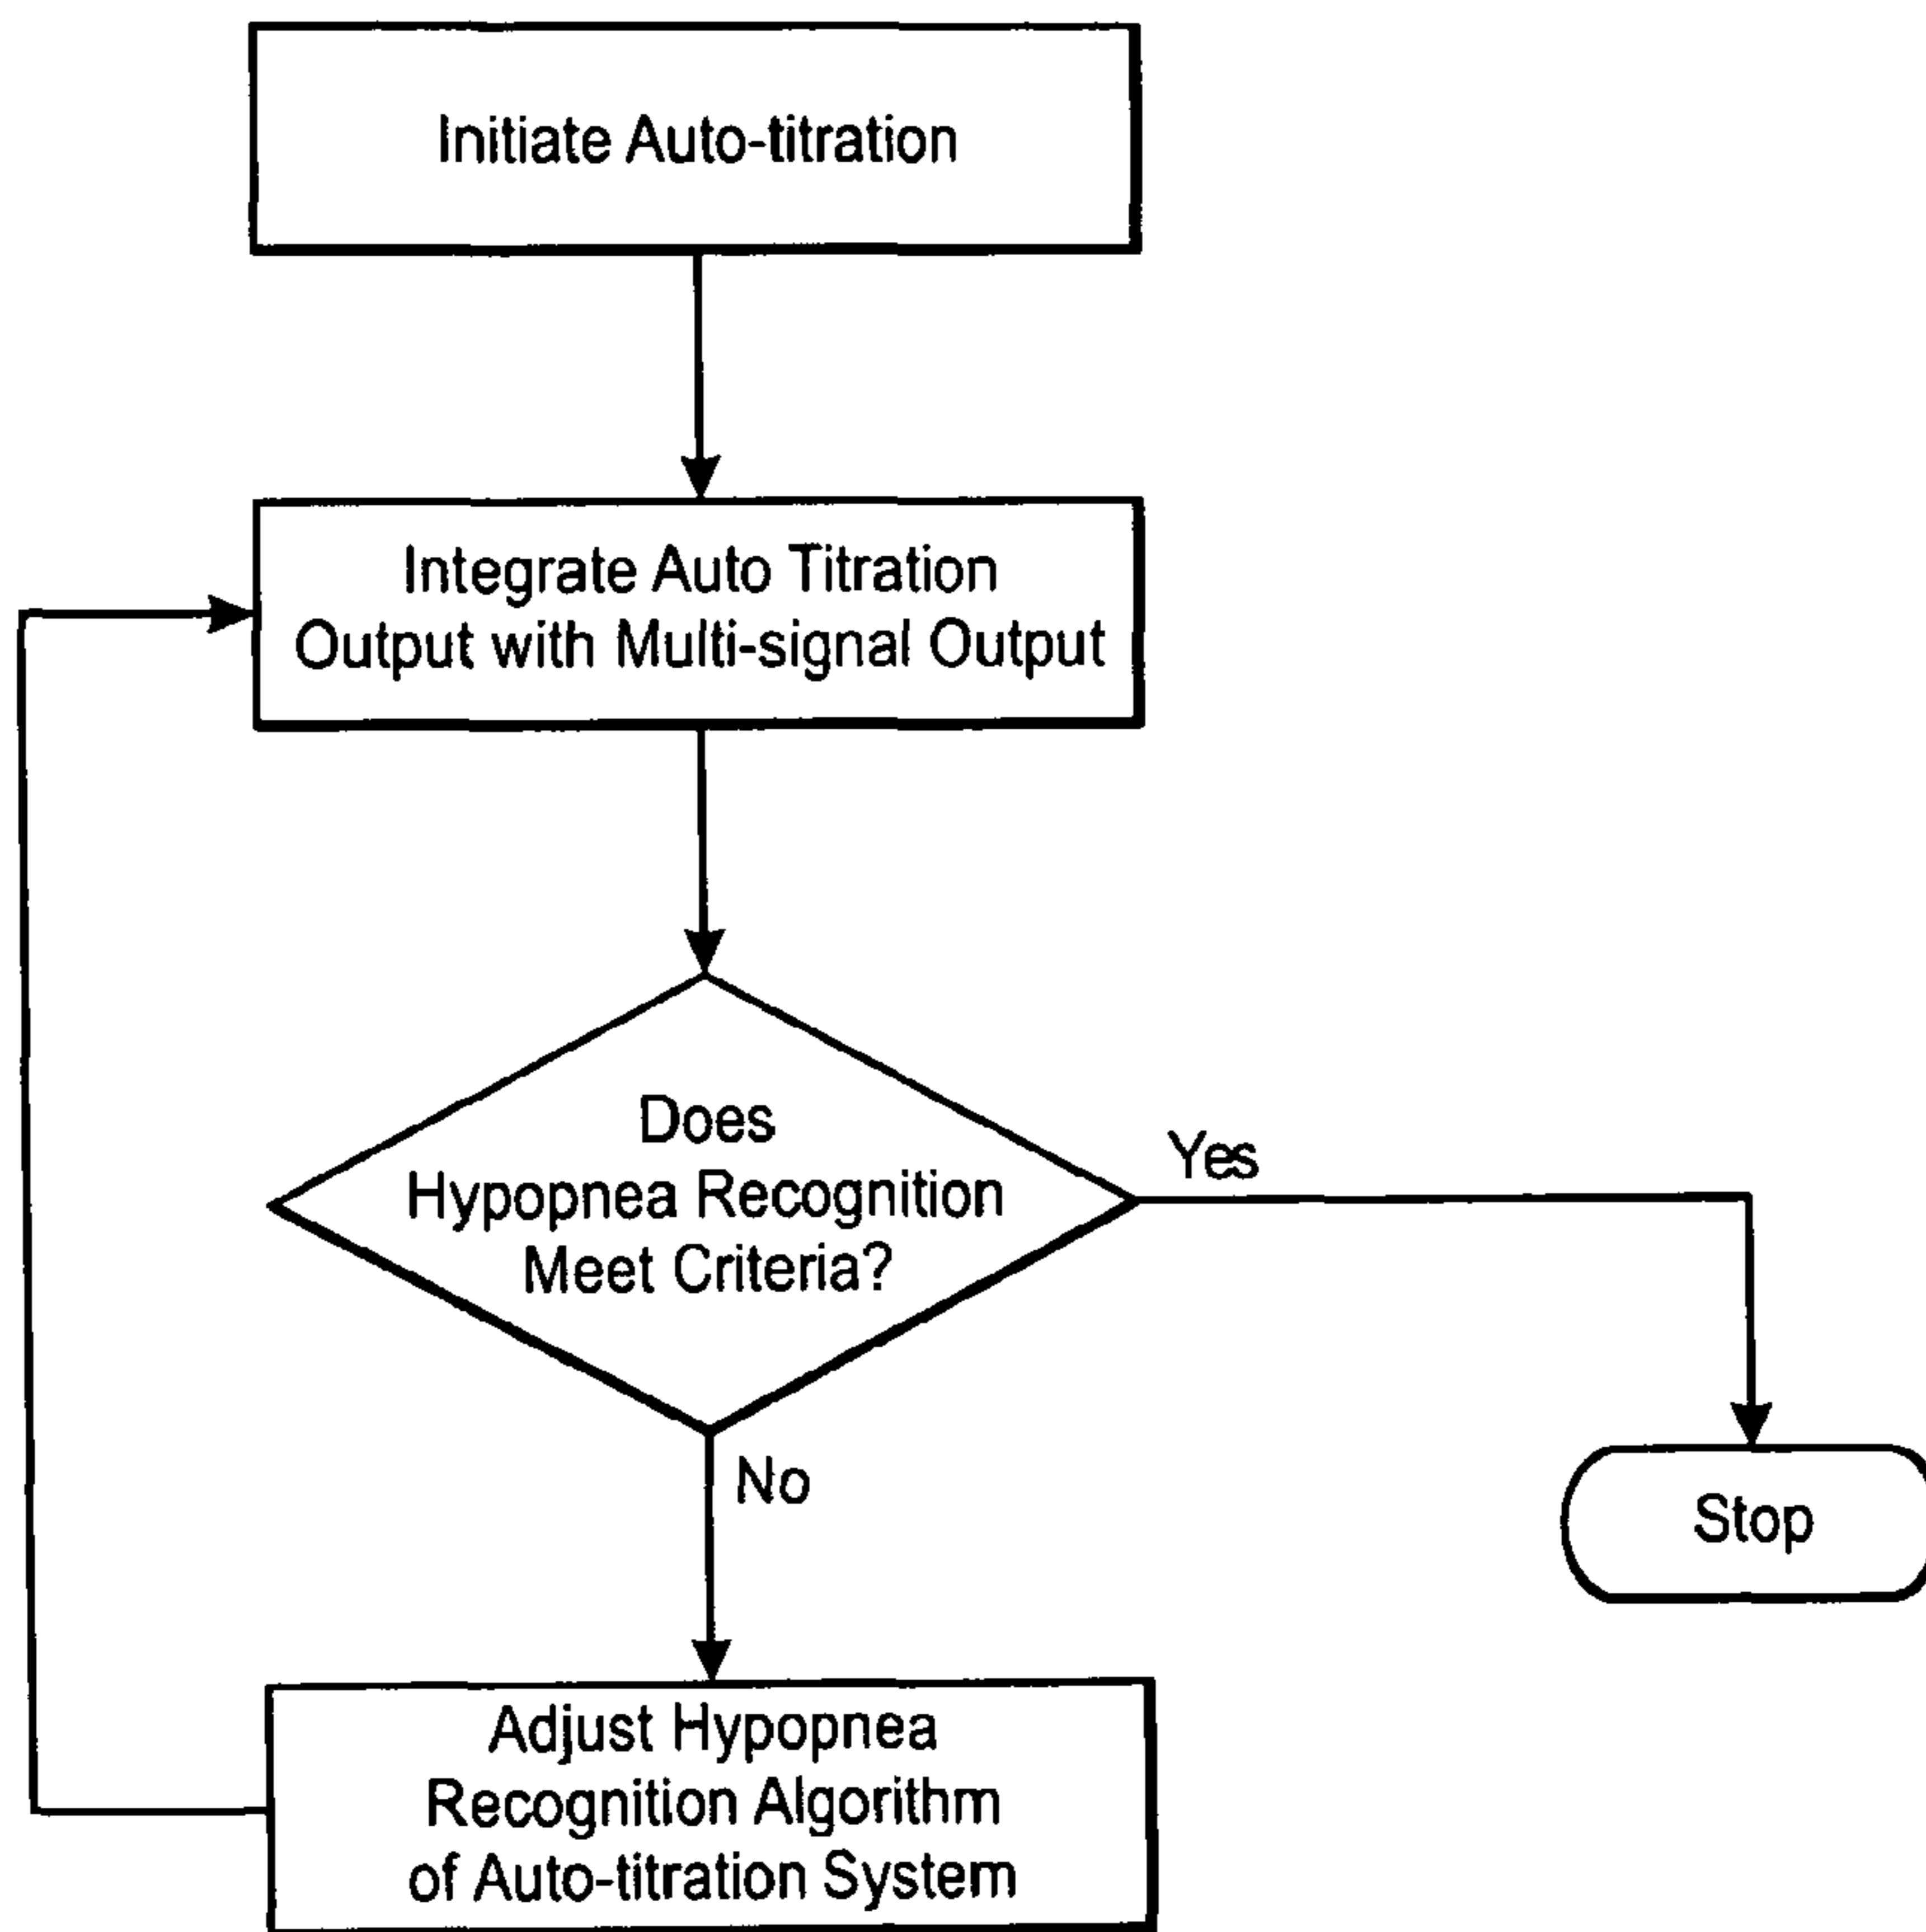 Initiate Auto-titration
Integrate Auto Titration
Output with Multi-signal Output
Does
Hypopnea Recognition
Meet Criteria?
Yes
No
Stop
Adjust Hypopnea
Recognition Algorithm
of Auto-titration System